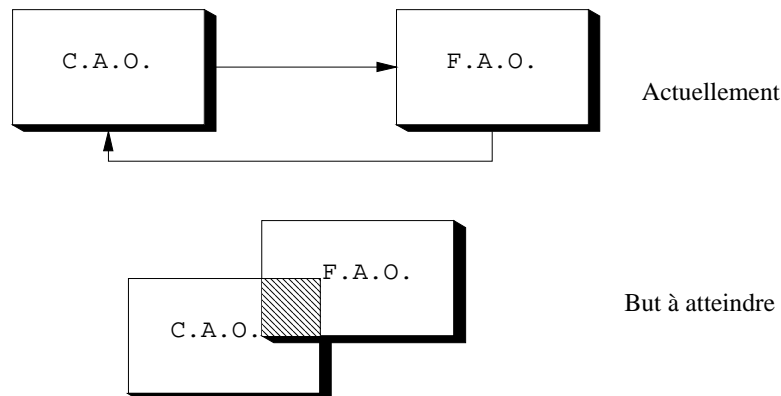 C.A.O.
F.A.O.
Actuellement
F.A.O.
C.A.O.
But à atteindre